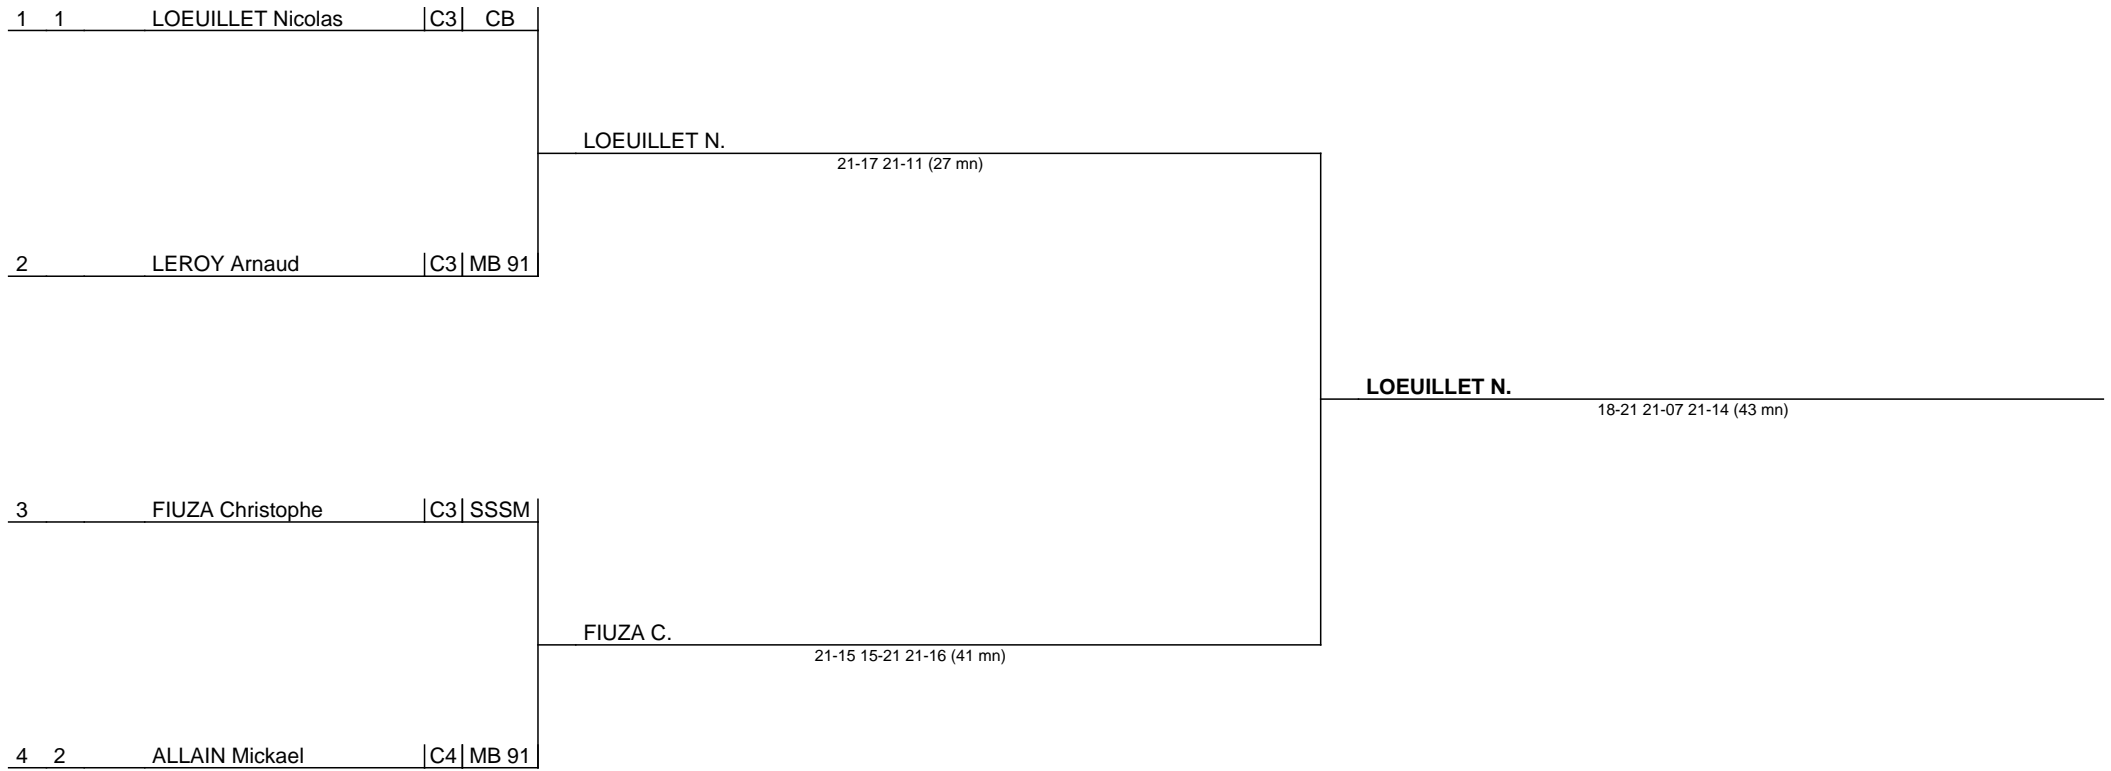 1 1 LOEUILLET Nicolas C3 CB
LOEUILLET N.
21-17 21-11 (27 mn)
2 LEROY Arnaud C3 MB 91
LOEUILLET N.
18-21 21-07 21-14 (43 mn)
3 FIUZA Christophe C3 SSSM
FIUZA C.
21-15 15-21 21-16 (41 mn)
4 2 ALLAIN Mickael C4 MB 91